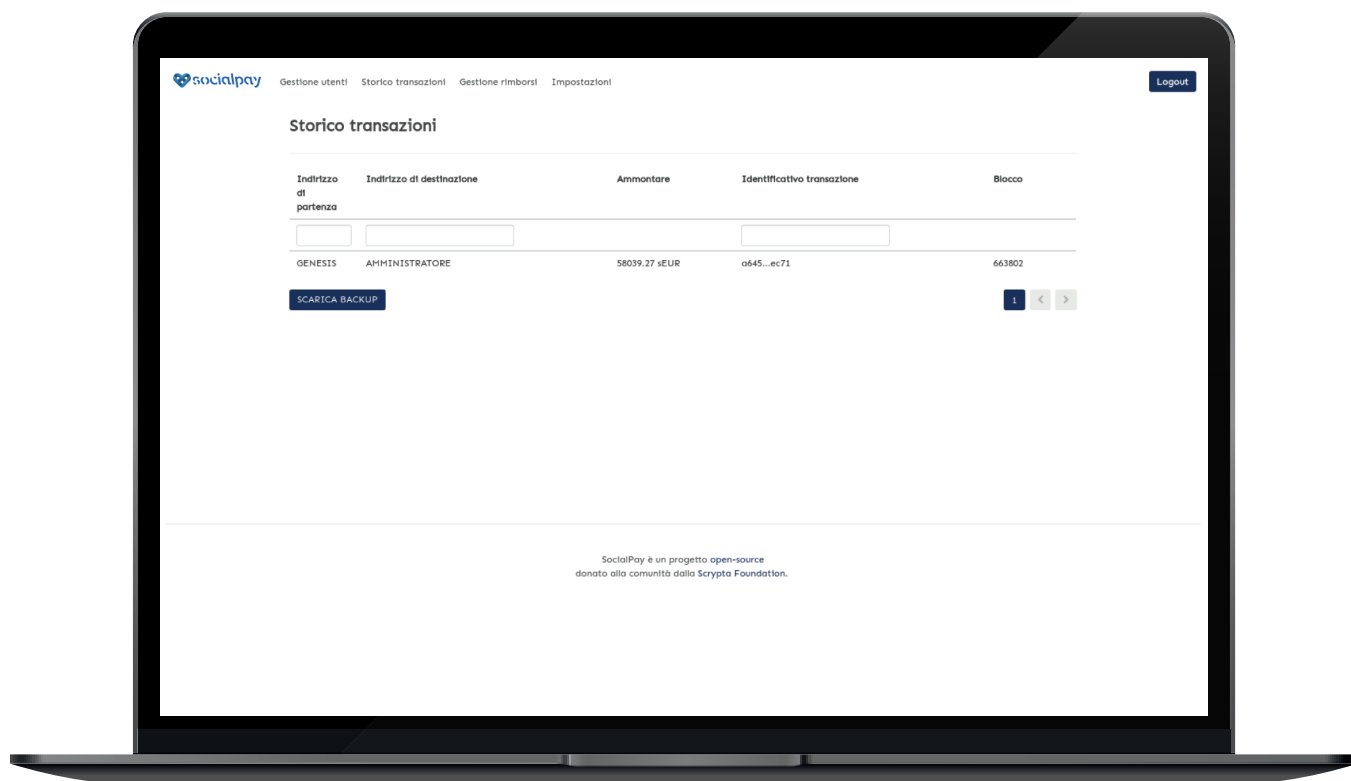 socialpay Gestione utenti Storico transazioni Gestione rimborsi Impostazioni Logout
Storico transazioni
Indirizzo di partenza Indirizzo di destinazione Ammontare Identificativo transazione Blocco
GENESIS AMMINISTRATORE 58039.27 sEUR a645...ec71 663802
SCARICA BACKUP 1 < >
SocialPay è un progetto open-source
donato alla comunità dalla Scrypta Foundation.